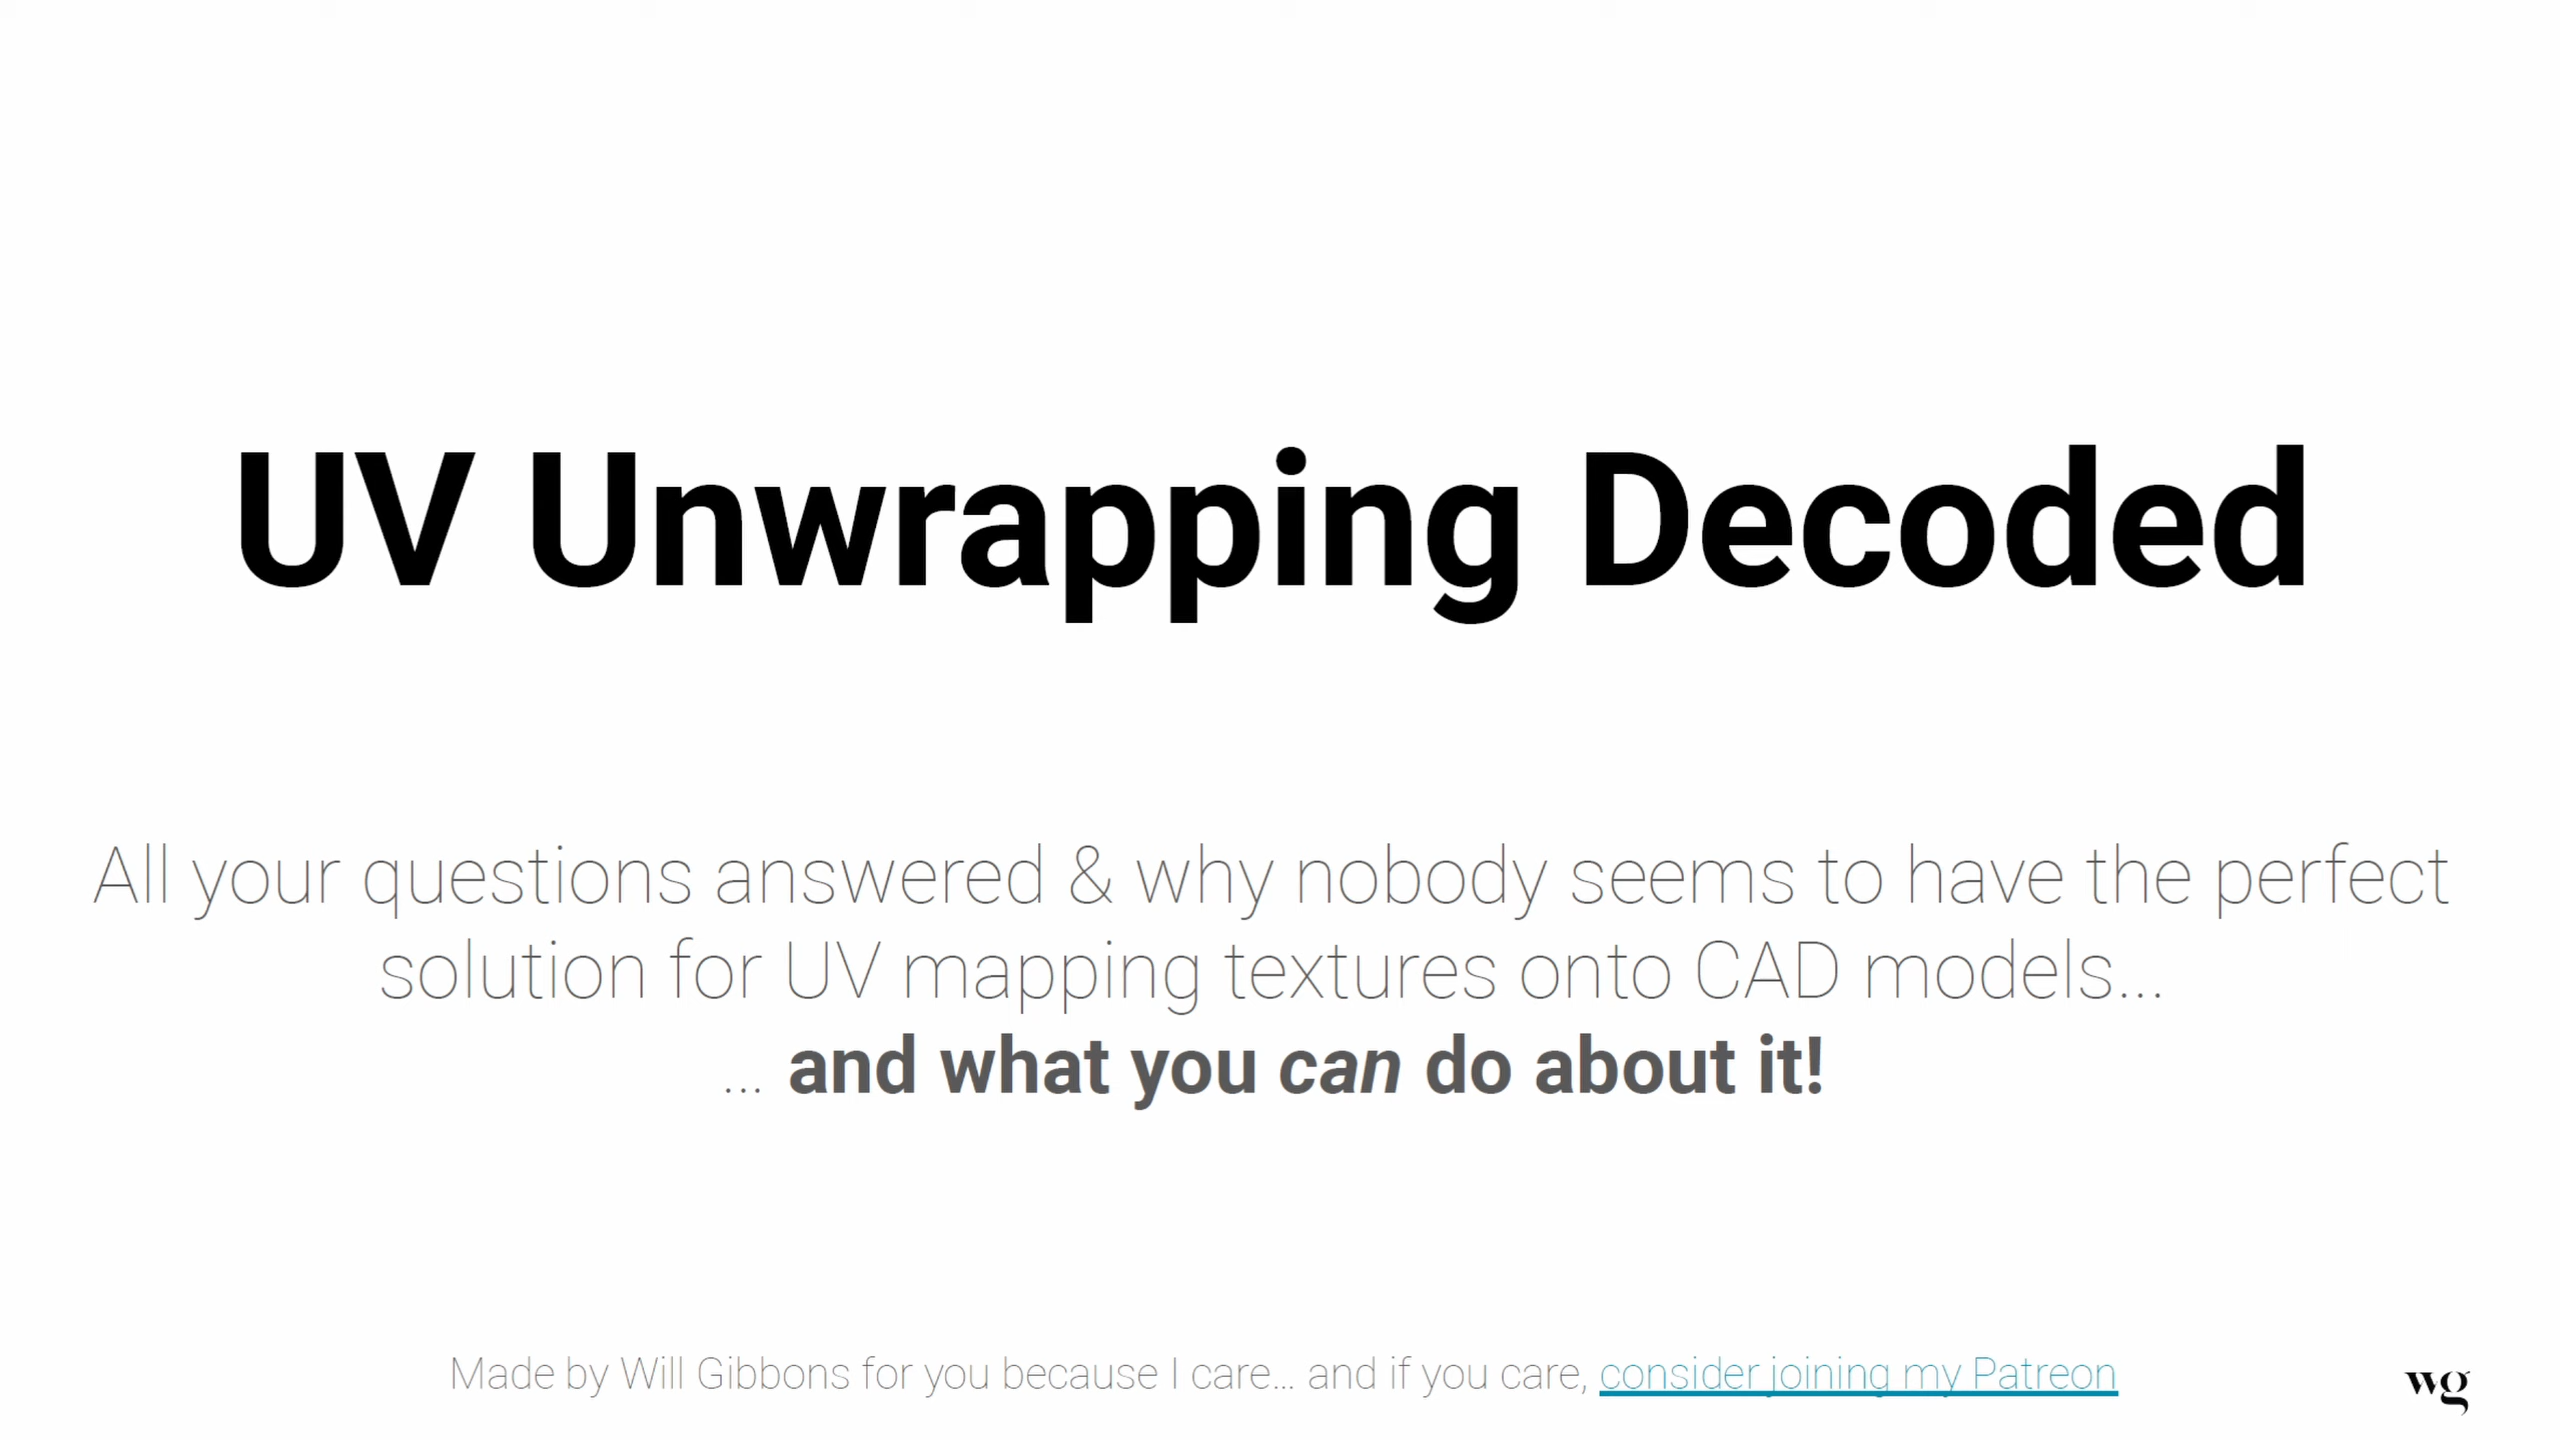 UV Unwrapping Decoded
All your questions answered & why nobody seems to have the perfect
solution for UV mapping textures onto CAD models...
... and what you can do about it!
Made by Will Gibbons for you because I care... and if you care, consider joining my Patreon
wg